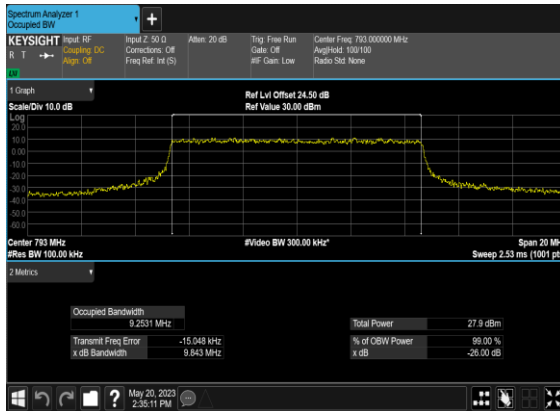 Spectrum Analyzer 1
Occupied BW
KEYSIGHT
R T
LXI
Input: RF
Coupling: DC
Align: Off
Input Z: 50 Ω
Corrections: Off
Freq Ref: Int (S)
Atten: 20 dB
Trig: Free Run
Gate: Off
#IF Gain: Low
Center Freq: 793.000000 MHz
Avg|Hold: 100/100
Radio Std: None
1 Graph
Scale/Div 10.0 dB
Ref Lvl Offset 24.50 dB
Ref Value 30.00 dBm
Log
20.0
10.0
0.00
-10.0
-20.0
-30.0
-40.0
-50.0
-60.0
Center 793 MHz
#Video BW 300.00 kHz*
Span 20 MH
#Res BW 100.00 kHz
Sweep 2.53 ms (1001 pt
2 Metrics
Occupied Bandwidth
9.2531 MHz
Transmit Freq Error -15.048 kHz
x dB Bandwidth 9.843 MHz
Total Power 27.9 dBm
% of OBW Power 99.00 %
x dB -26.00 dB
?
May 20, 2023
2:35:11 PM